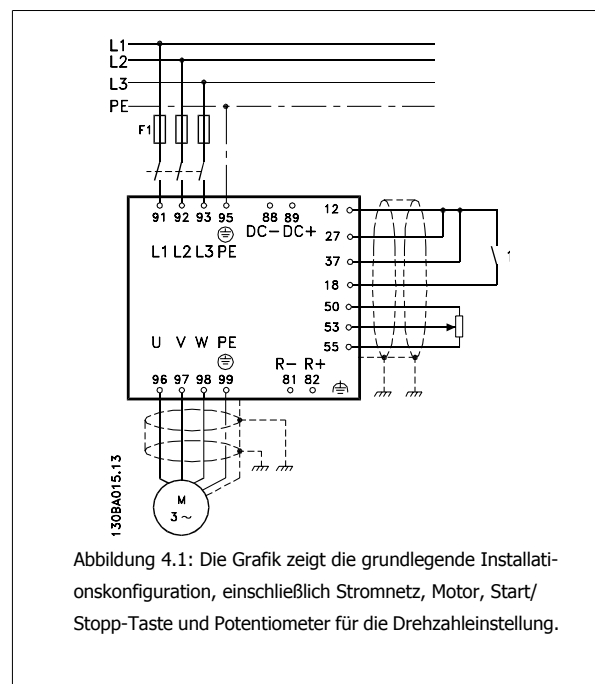 L1
L2
L3
PE
F1
91 92 93 95 88 89
DC- DC+
L1 L2 L3 PE
12
27
37
18
50
53
55
U V W PE
R- R+
96 97 98 99 81 82
M
3 ~
130BA015.13
Abbildung 4.1: Die Grafik zeigt die grundlegende Installati-
onskonfiguration, einschließlich Stromnetz, Motor, Start/
Stopp-Taste und Potentiometer für die Drehzahleinstellung.